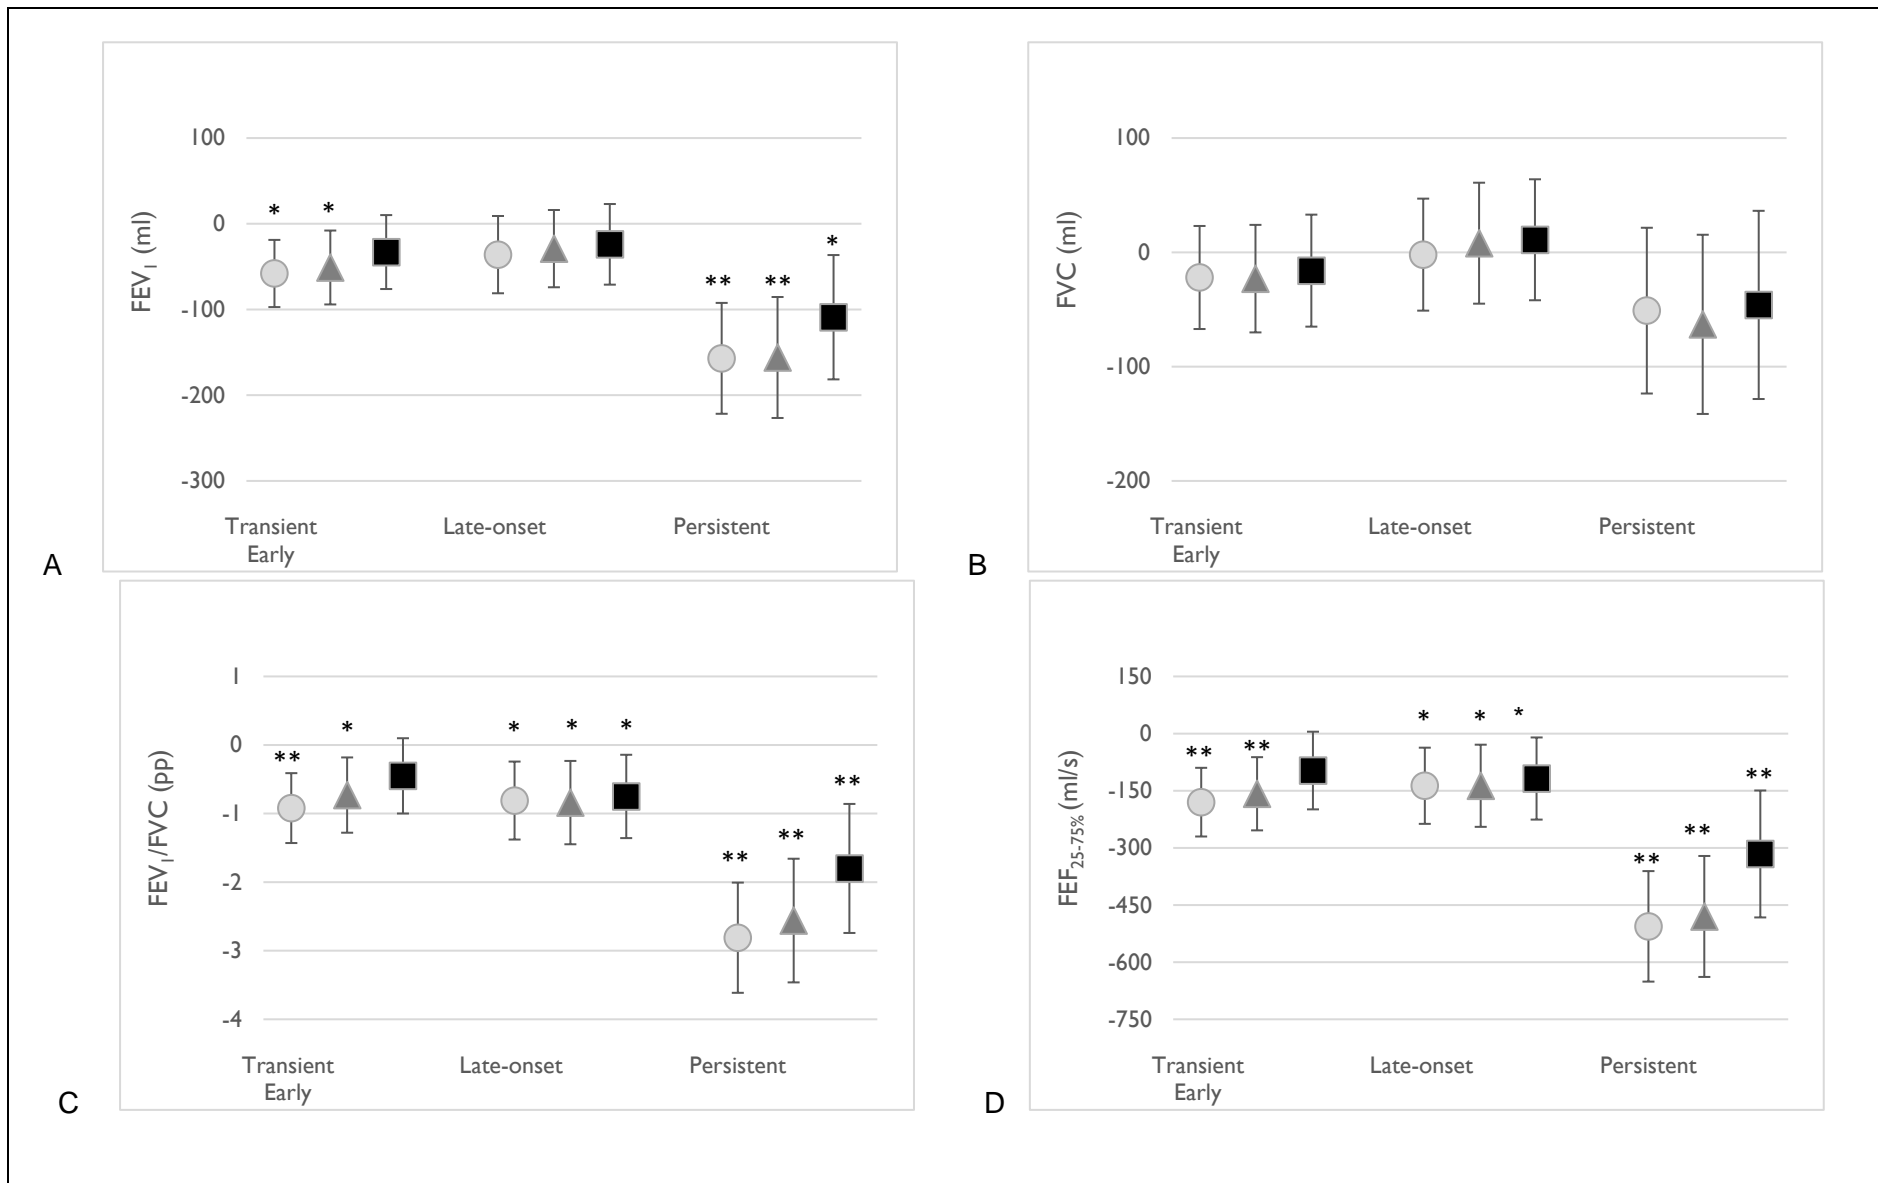 100
0
-100
-200
-300
FEV1 (ml)
* * ** ** *
Transient
Early
Late-onset
Persistent
A
100
0
-100
-200
FVC (ml)
Transient
Early
Late-onset
Persistent
B
1
0
-1
-2
-3
-4
FEV1/FVC (pp)
** * * * * ** ** **
Transient
Early
Late-onset
Persistent
C
150
0
-150
-300
-450
-600
-750
FEF25-75% (ml/s)
** ** * * * ** ** **
Transient
Early
Late-onset
Persistent
D